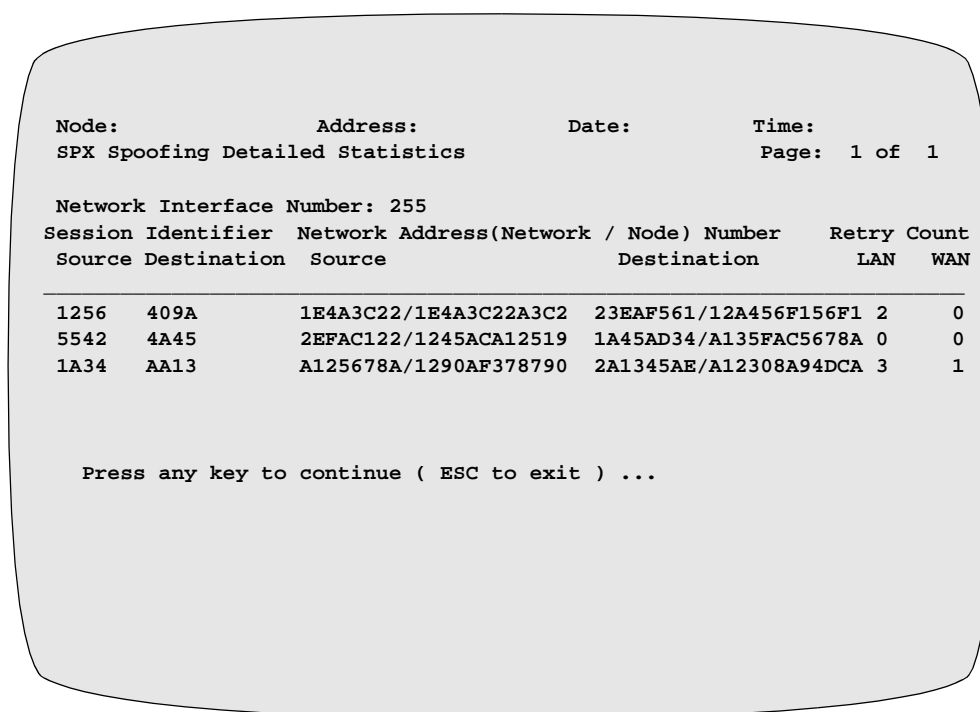 Node: Address: Date: Time:
SPX Spoofing Detailed Statistics Page: 1 of 1
Network Interface Number: 255
Session Identifier Network Address(Network / Node) Number Retry Count
Source Destination Source Destination LAN WAN
1256 409A 1E4A3C22/1E4A3C22A3C2 23EAF561/12A456F156F1 2 0
5542 4A45 2EFAC122/1245ACA12519 1A45AD34/A135FAC5678A 0 0
1A34 AA13 A125678A/1290AF378790 2A1345AE/A12308A94DCA 3 1
Press any key to continue ( ESC to exit ) ...